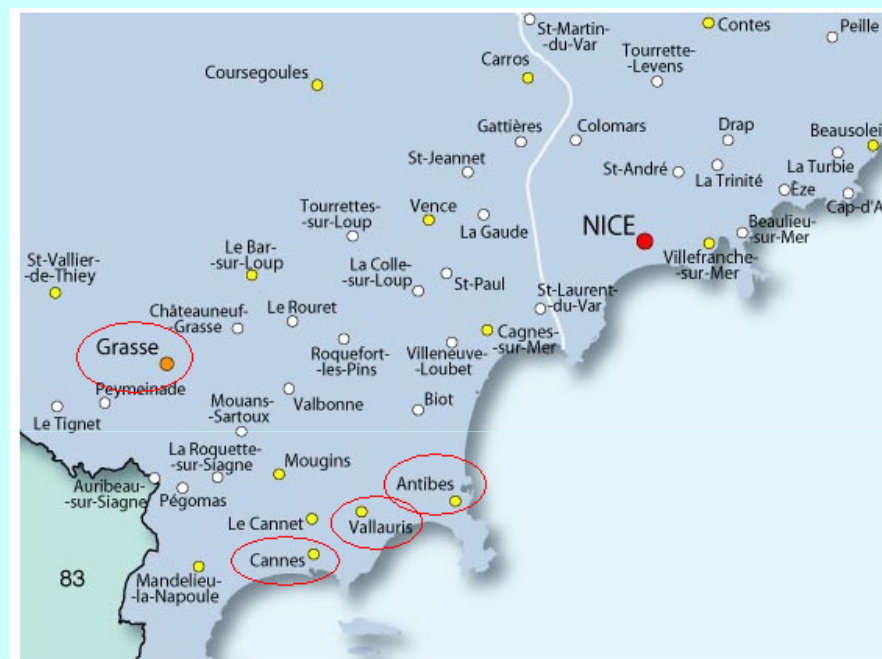 St-Martin-
-du-Var
Contes
Peille
Tourrette-
-Levens
Carros
Coursegoules
Gattières
Colomars
Drap
Beausolei
St-Jeannet
St-André
La Trinité
La Turbie
Èze
Cap-d'A
Tourrettes-
-sur-Loup
Vence
La Gaude
NICE
Beaulieu-
-sur-Mer
Villefranche-
-sur-Mer
St-Vallier-
-de-Thiey
Le Bar-
-sur-Loup
La Colle-
-sur-Loup
St-Paul
St-Laurent-
-du-Var
Châteauneuf-
-Grasse
Le Rouret
Grasse
Roquefort-
-les-Pins
Villeneuve-
-Loubet
Cagnes-
-sur-Mer
Peymeinade
Le Tignet
Mouans-
-Sartoux
Valbonne
Biot
La Roquette-
-sur-Siagne
Mougins
Antibes
Auribeau-
-sur-Siagne
Pégomas
Le Cannet
Vallauris
Cannes
83
Mandelieu-
-la-Napoule